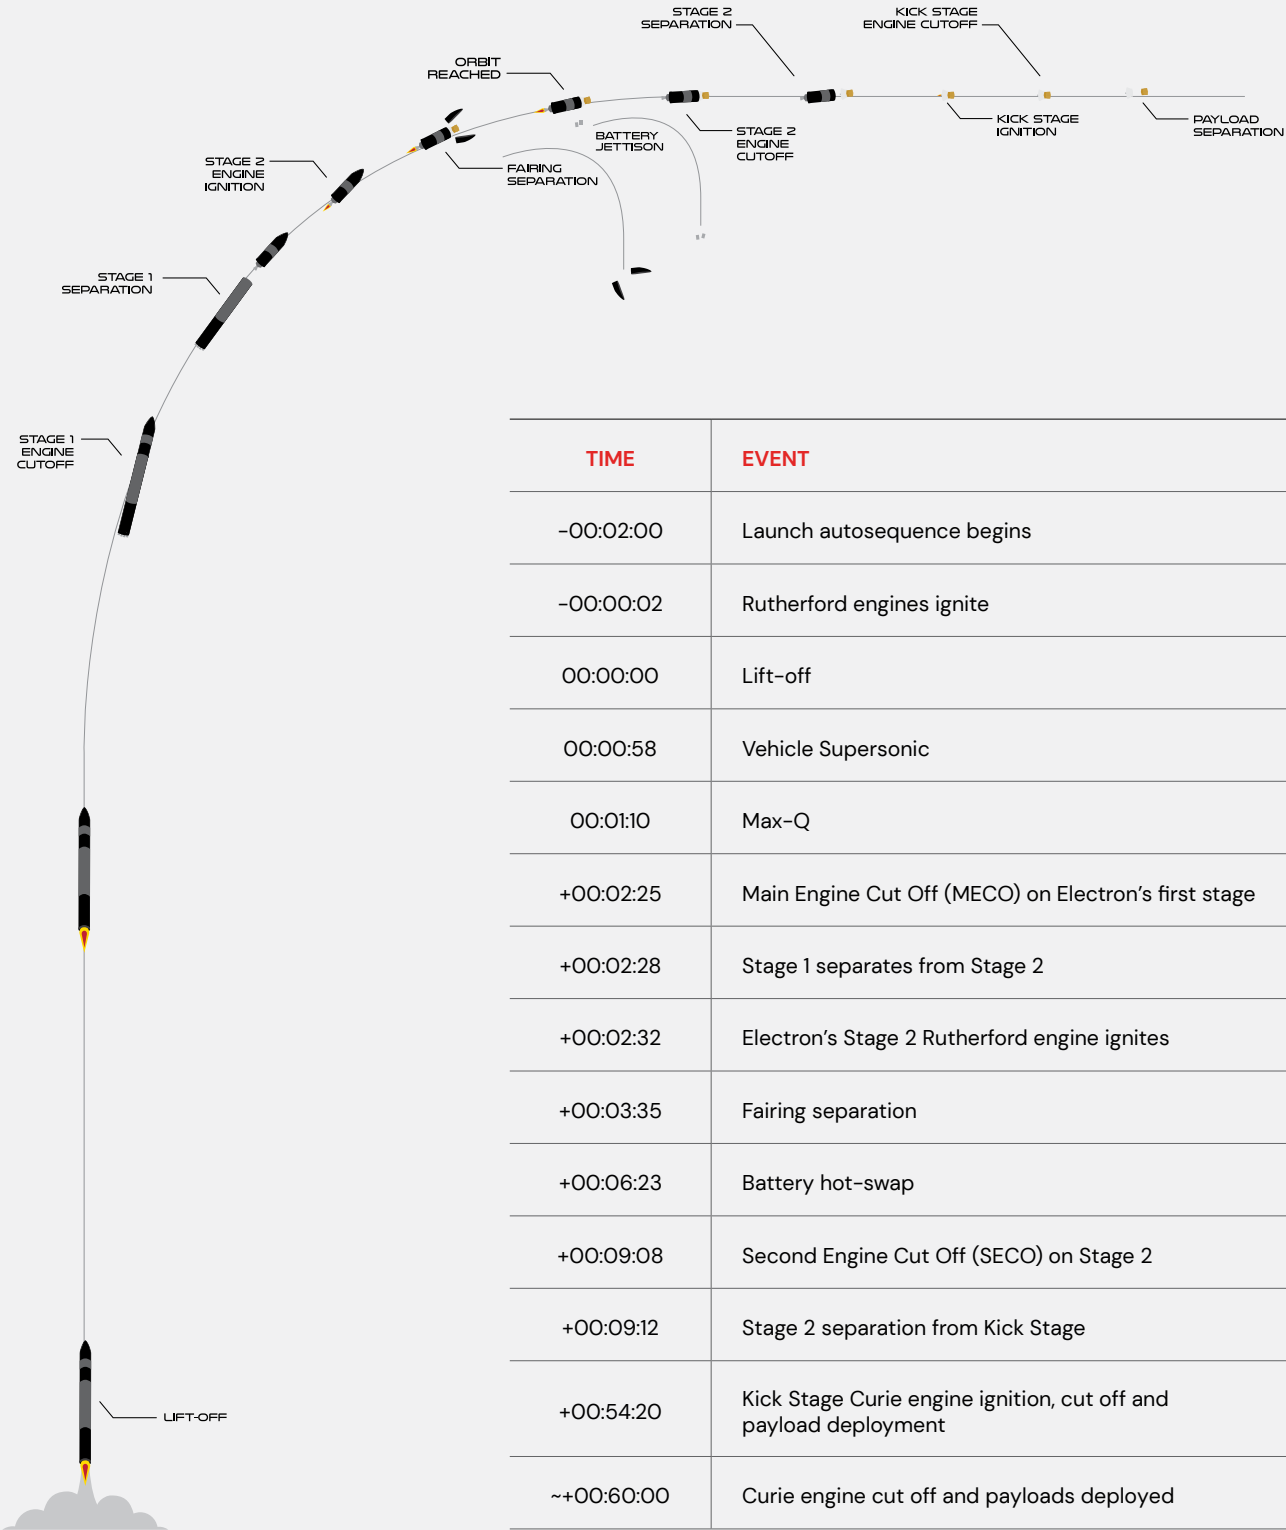 STAGE 2
SEPARATION
KICK STAGE
ENGINE CUTOFF
ORBIT
REACHED
BATTERY
JETTISON
STAGE 2
ENGINE
CUTOFF
KICK STAGE
IGNITION
PAYLOAD
SEPARATION
STAGE 2
ENGINE
IGNITION
FAIRING
SEPARATION
STAGE 1
SEPARATION
STAGE 1
ENGINE
CUTOFF
LIFT-OFF
TIME EVENT
-00:02:00 Launch autosequence begins
-00:00:02 Rutherford engines ignite
00:00:00 Lift-off
00:00:58 Vehicle Supersonic
00:01:10 Max-Q
+00:02:25 Main Engine Cut Off (MECO) on Electron’s first stage
+00:02:28 Stage 1 separates from Stage 2
+00:02:32 Electron’s Stage 2 Rutherford engine ignites
+00:03:35 Fairing separation
+00:06:23 Battery hot-swap
+00:09:08 Second Engine Cut Off (SECO) on Stage 2
+00:09:12 Stage 2 separation from Kick Stage
+00:54:20 Kick Stage Curie engine ignition, cut off and
payload deployment
~+00:60:00 Curie engine cut off and payloads deployed